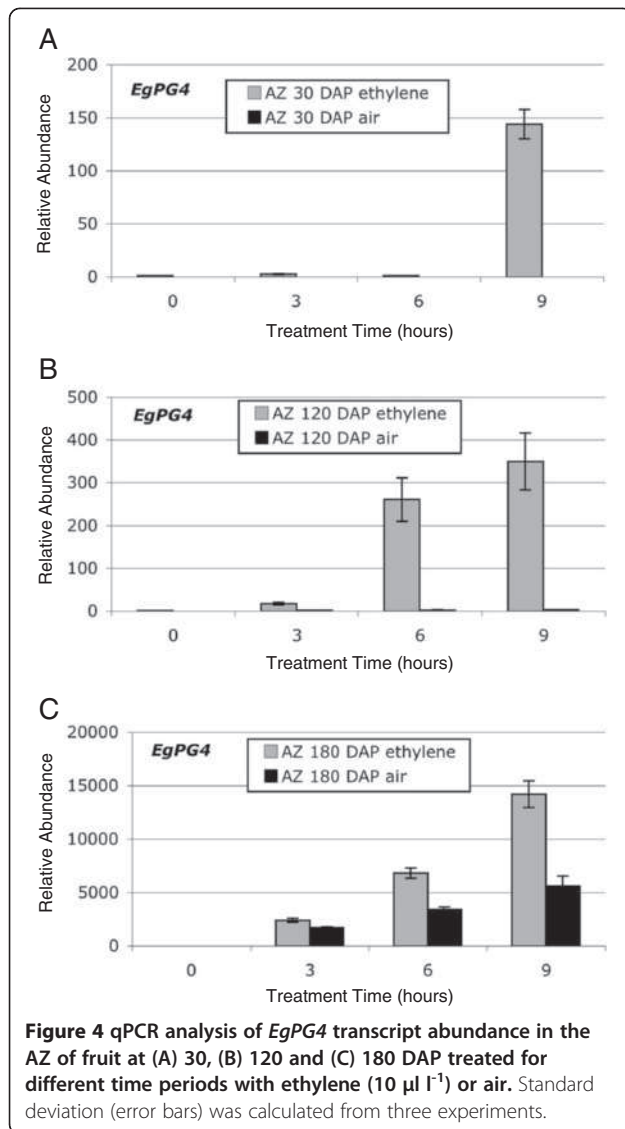 A
EgPG4
AZ 30 DAP ethylene
AZ 30 DAP air
Relative Abundance
200
150
100
50
0
0 3 6 9
Treatment Time (hours)
B
EgPG4
AZ 120 DAP ethylene
AZ 120 DAP air
Relative Abundance
500
400
300
200
100
0
0 3 6 9
Treatment Time (hours)
C
EgPG4
AZ 180 DAP ethylene
AZ 180 DAP air
Relative Abundance
20000
15000
10000
5000
0
0 3 6 9
Treatment Time (hours)
Figure 4 qPCR analysis of EgPG4 transcript abundance in the
AZ of fruit at (A) 30, (B) 120 and (C) 180 DAP treated for
different time periods with ethylene (10 μl l⁻¹) or air. Standard
deviation (error bars) was calculated from three experiments.